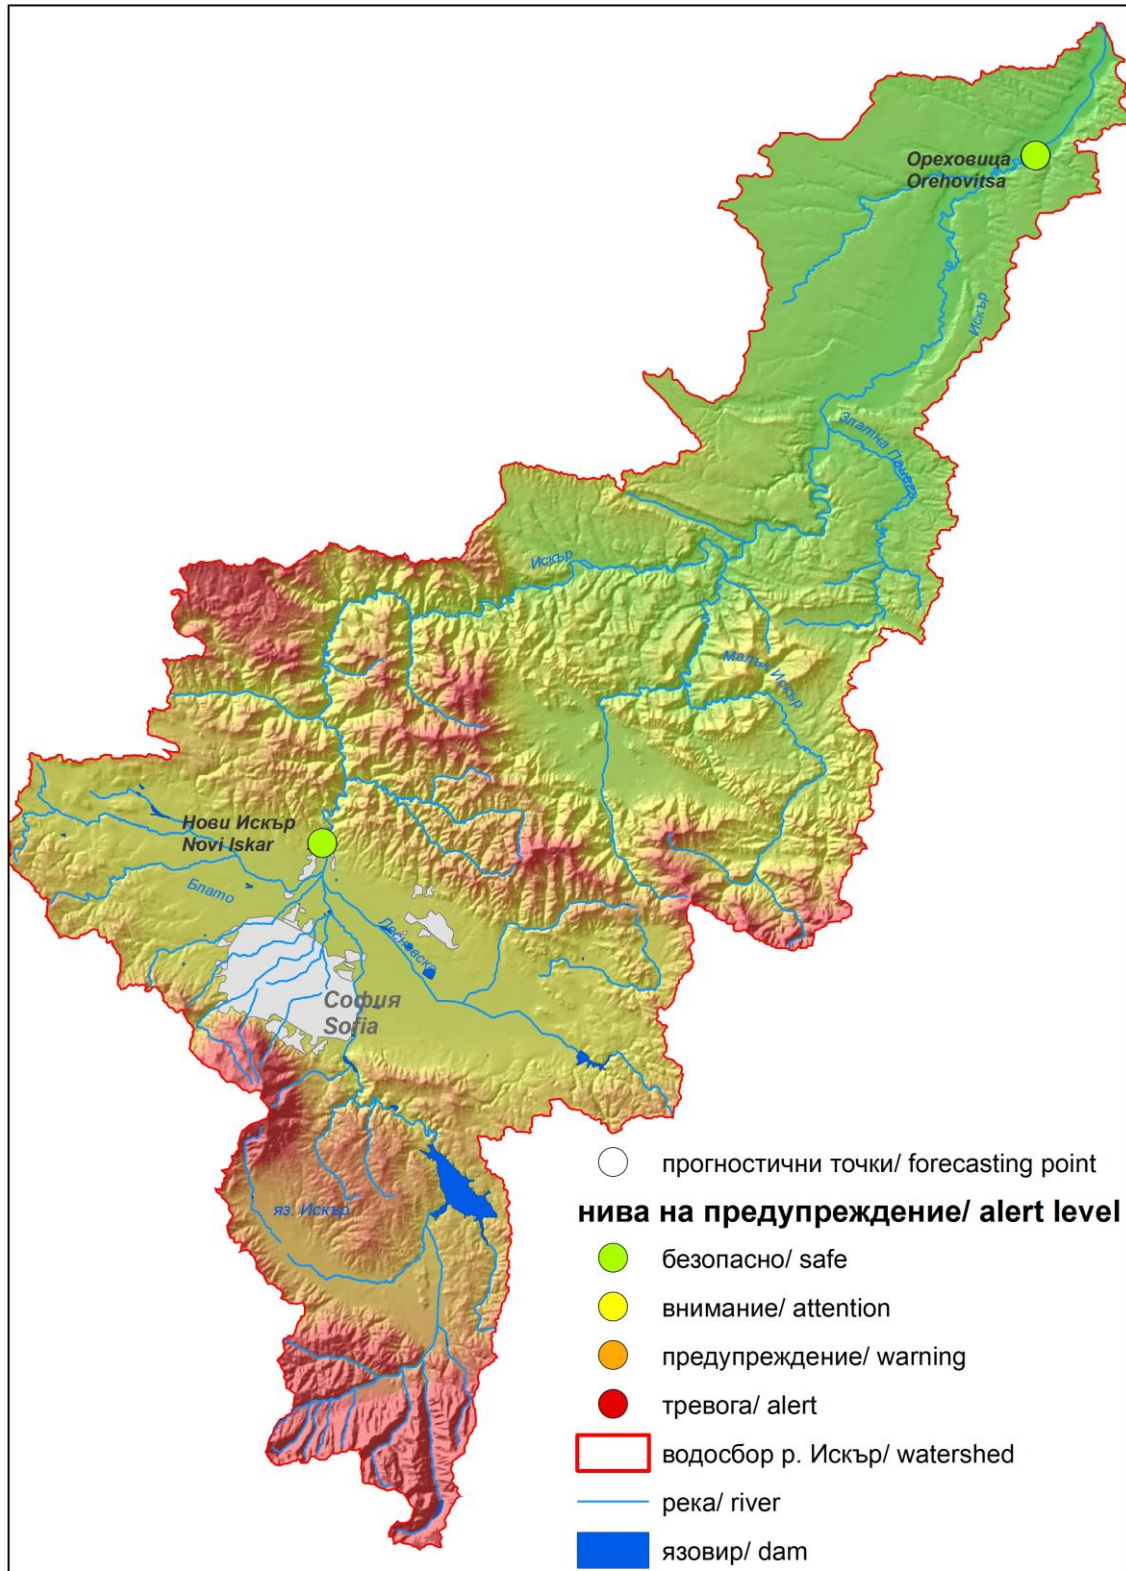 Ореховица
Orehovitsa
Искър
Златна Панега
Искър
Малък Искър
Нови Искър
Novi Iskar
Блато
Лесновска
София
Sofia
яз. Искър
прогностични точки/ forecasting point
нива на предупреждение/ alert level
безопасно/ safe
внимание/ attention
предупреждение/ warning
тревога/ alert
водосбор р. Искър/ watershed
река/ river
язовир/ dam